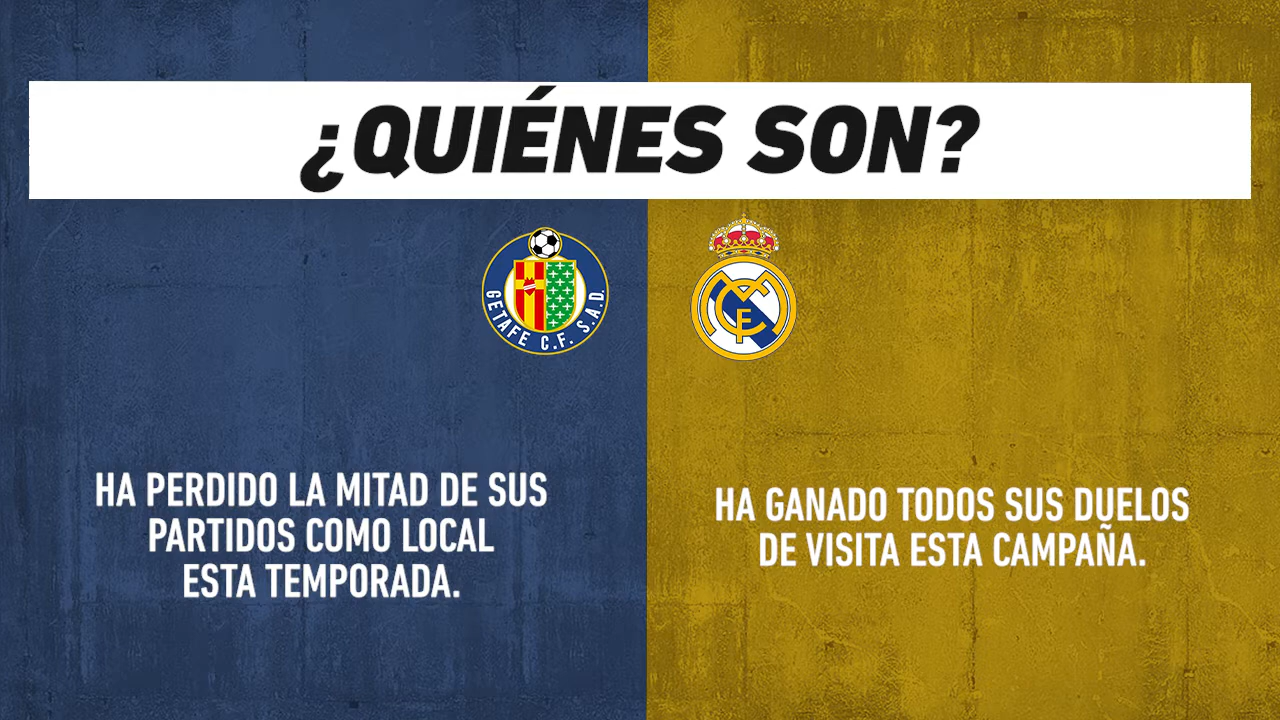 ¿QUIÉNES SON?
GETAFE C.F. S.A.D.
HA PERDIDO LA MITAD DE SUS
PARTIDOS COMO LOCAL
ESTA TEMPORADA.
HA GANADO TODOS SUS DUELOS
DE VISITA ESTA CAMPAÑA.